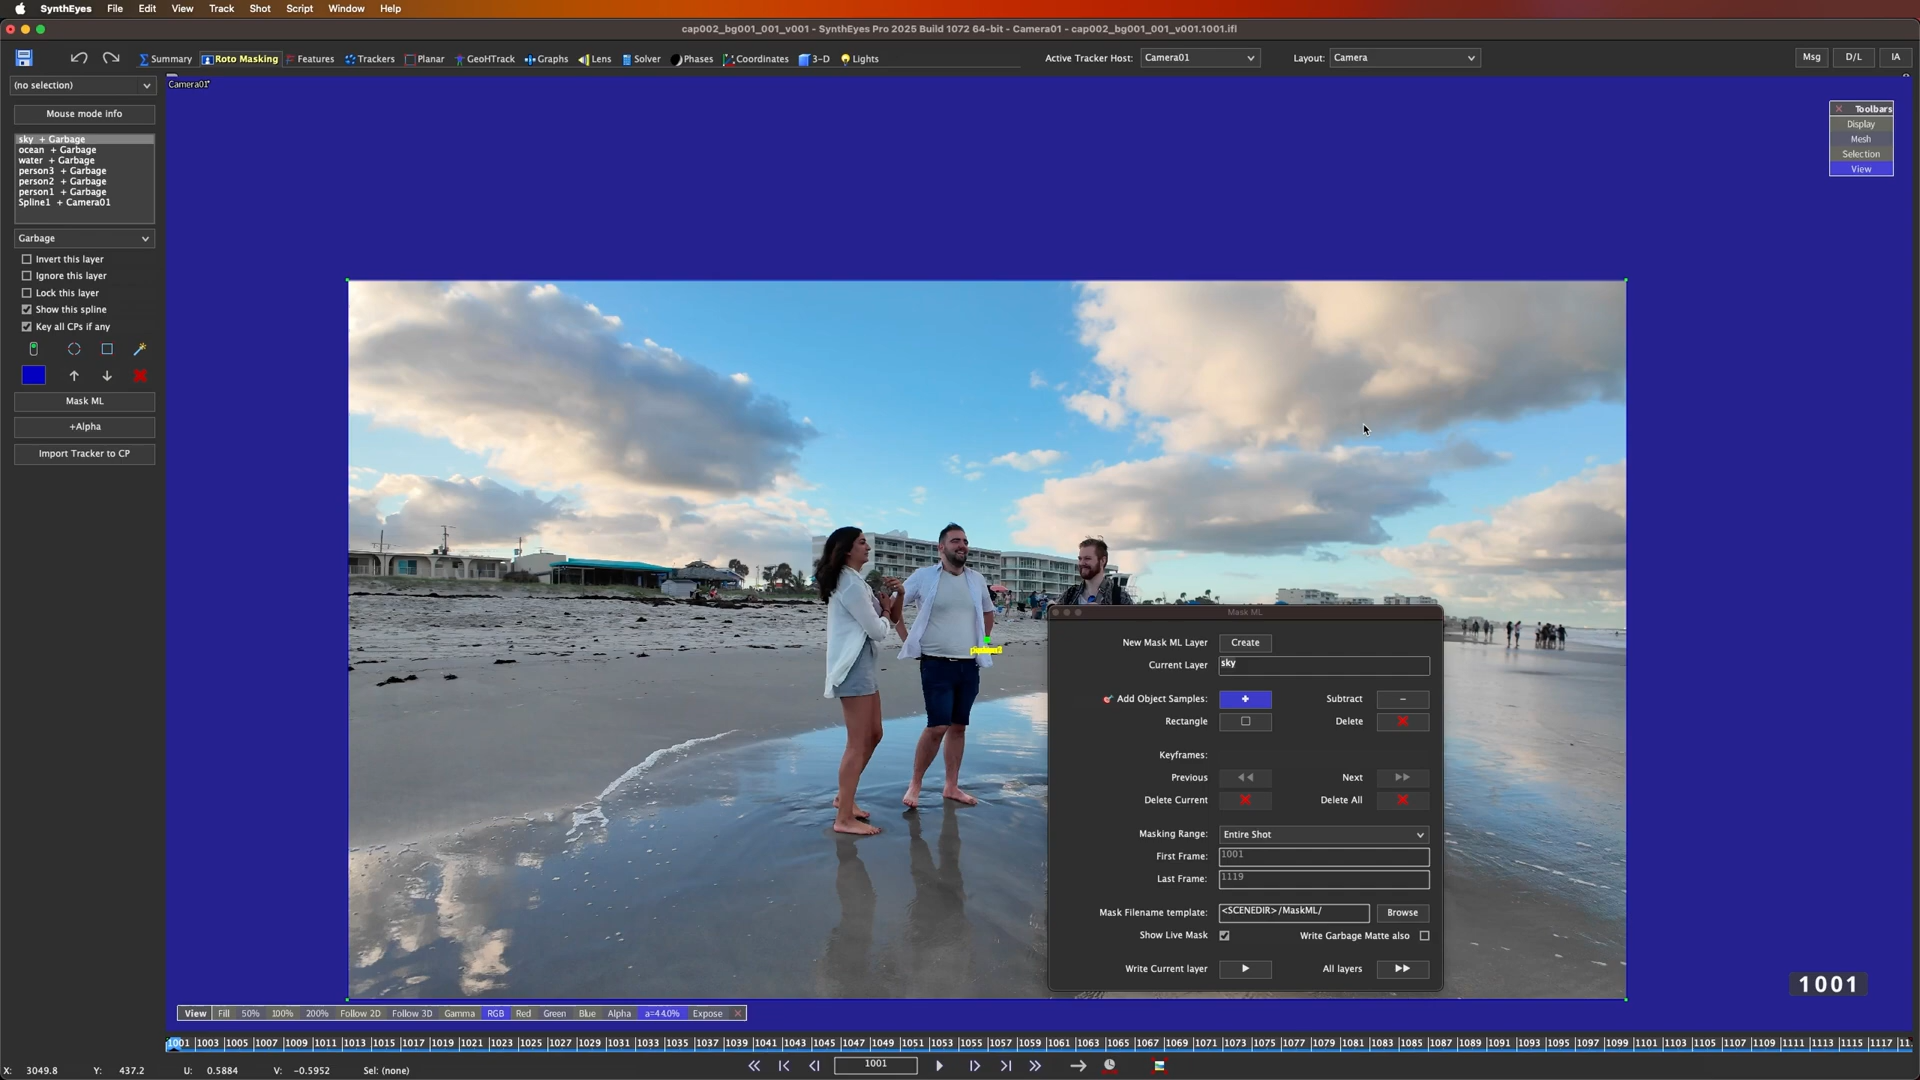 SynthEyes File Edit View Track Shot Script Window Help
cap002_bg001_001_v001 - SynthEyes Pro 2025 Build 1072 64-bit - Camera01 - cap002_bg001_001_v001.1001.ifl
Summary Roto Masking Features Trackers Planar GeoHTrack Graphs Lens Solver Phases Coordinates 3-D Lights Active Tracker Host: Camera01 Layout: Camera Msg D/L IA
(no selection)
Camera01*
Mouse mode info
sky + Garbage
ocean + Garbage
water + Garbage
person3 + Garbage
person2 + Garbage
person1 + Garbage
Spline1 + Camera01
Garbage
Invert this layer
Ignore this layer
Lock this layer
Show this spline
Key all CPs if any
Mask ML
+Alpha
Import Tracker to CP
Toolbars
Display
Mesh
Selection
View
Mask ML
New Mask ML Layer Create
Current Layer sky
Add Object Samples: + Subtract −
Rectangle Delete
Keyframes:
Previous Next
Delete Current Delete All
Masking Range: Entire Shot
First Frame: 1001
Last Frame: 1119
Mask Filename template: <SCENEDIR>/MaskML/ Browse
Show Live Mask Write Garbage Matte also
Write Current layer All layers
1001
View Fill 50% 100% 200% Follow 2D Follow 3D Gamma RGB Red Green Blue Alpha a=44.0% Expose
1001 1003 1005 1007 1009 1011 1013 1015 1017 1019 1021 1023 1025 1027 1029 1031 1033 1035 1037 1039 1041 1043 1045 1047 1049 1051 1053 1055 1057 1059 1061 1063 1065 1067 1069 1071 1073 1075 1077 1079 1081 1083 1085 1087 1089 1091 1093 1095 1097 1099 1101 1103 1105 1107 1109 1111 1113 1115 1117 11
1001
X: 3049.8 Y: 437.2 U: 0.5884 V: -0.5952 Sel: (none)